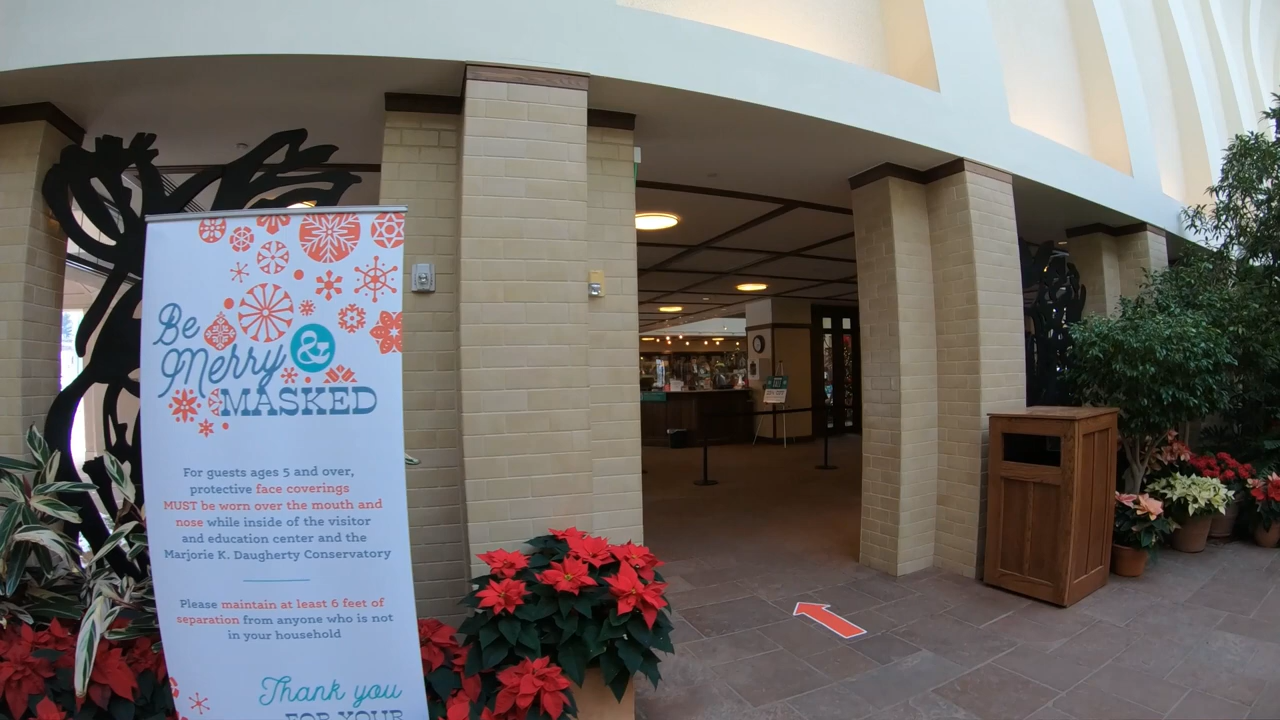 Be
Merry &
MASKED
For guests ages 5 and over,
protective face coverings
MUST be worn over the mouth and
nose while inside of the visitor
and education center and the
Marjorie K. Daugherty Conservatory
Please maintain at least 6 feet of
separation from anyone who is not
in your household
Thank you
FOR YOUR